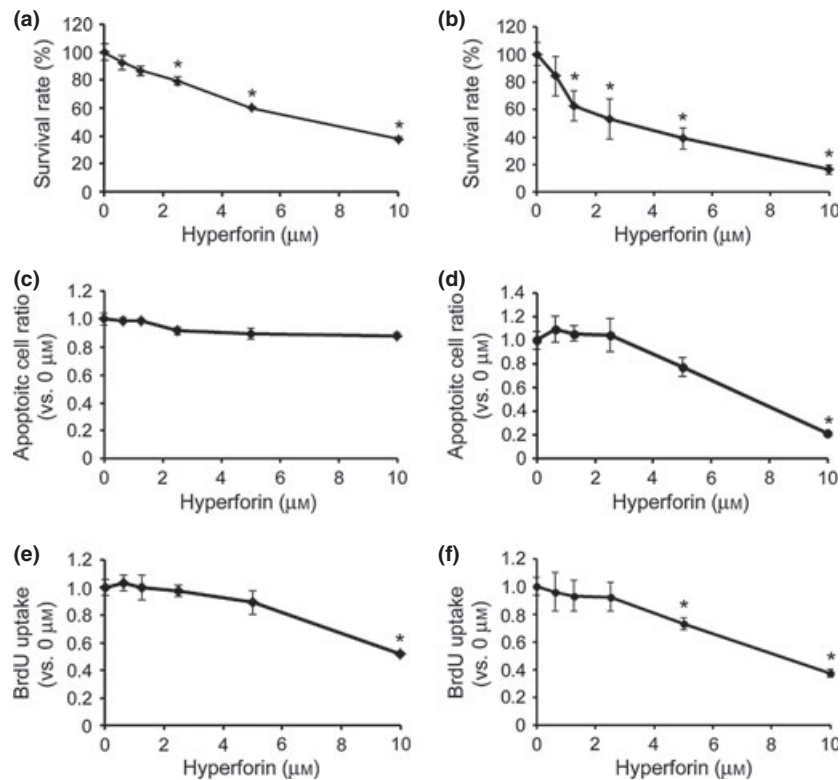 (a)
Survival rate (%)
120
100
80
60
40
20
0
* * *
0 2 4 6 8 10
Hyperforin (μM)
(b)
Survival rate (%)
120
100
80
60
40
20
0
* * * *
0 2 4 6 8 10
Hyperforin (μM)
(c)
Apoptoitc cell ratio
(vs. 0 μM)
1.2
1.0
0.8
0.6
0.4
0.2
0
0 2 4 6 8 10
Hyperforin (μM)
(d)
Apoptoitc cell ratio
(vs. 0 μM)
1.4
1.2
1.0
0.8
0.6
0.4
0.2
0
*
0 2 4 6 8 10
Hyperforin (μM)
(e)
BrdU uptake
(vs. 0 μM)
1.2
1.0
0.8
0.6
0.4
0.2
0
*
0 2 4 6 8 10
Hyperforin (μM)
(f)
BrdU uptake
(vs. 0 μM)
1.2
1.0
0.8
0.6
0.4
0.2
0
* *
0 2 4 6 8 10
Hyperforin (μM)